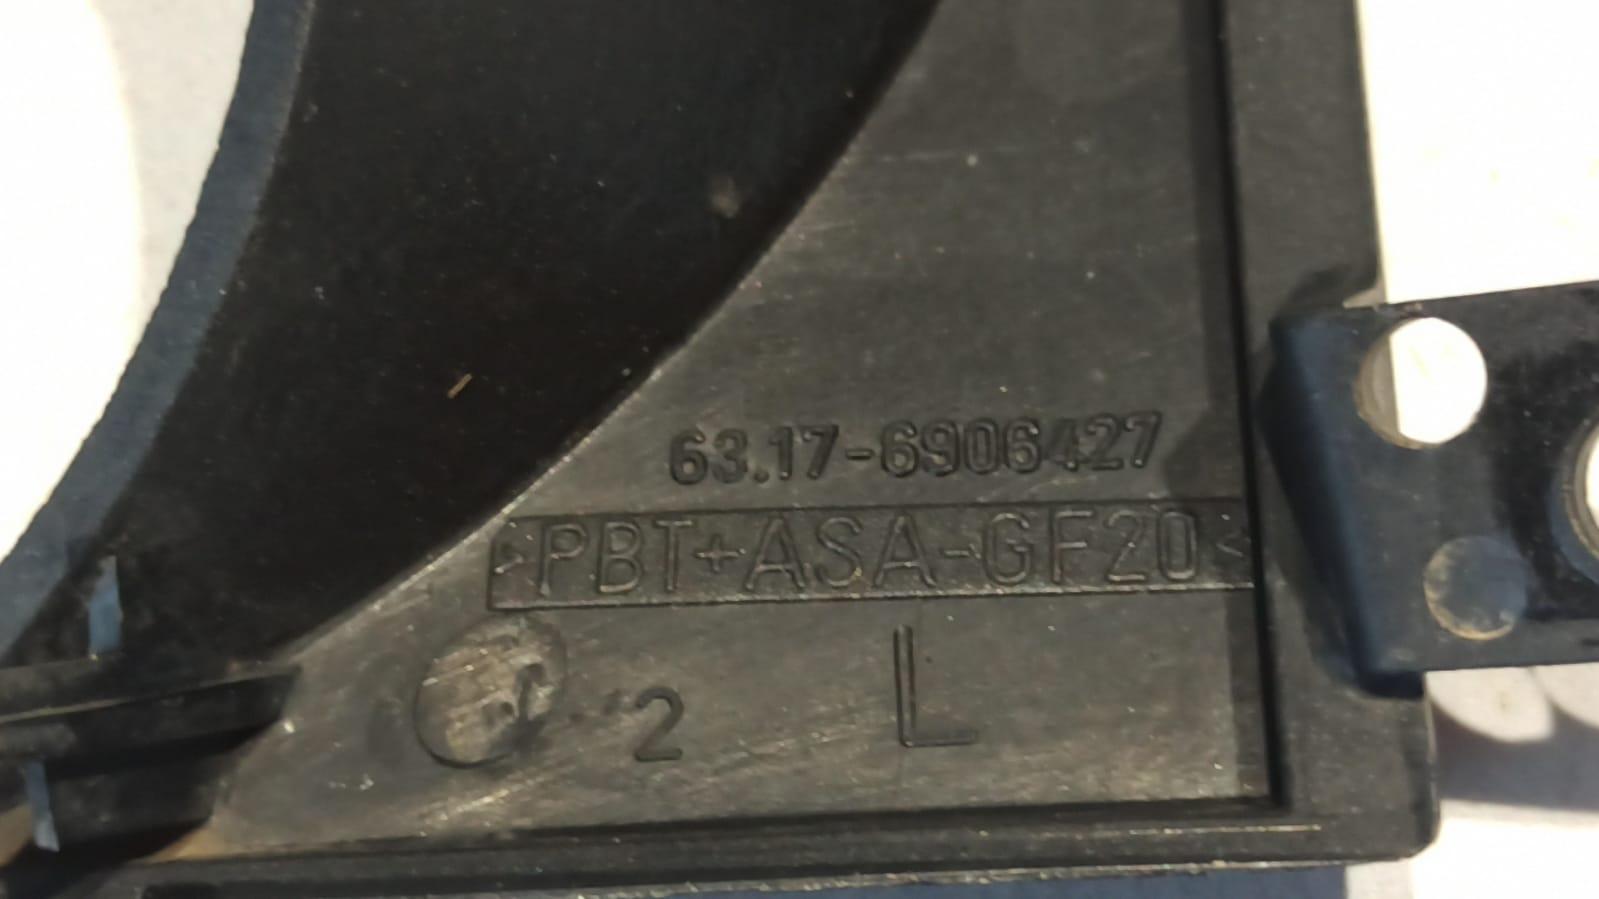 63.17-6906427
>PBT+ASA-GF20<
2 L